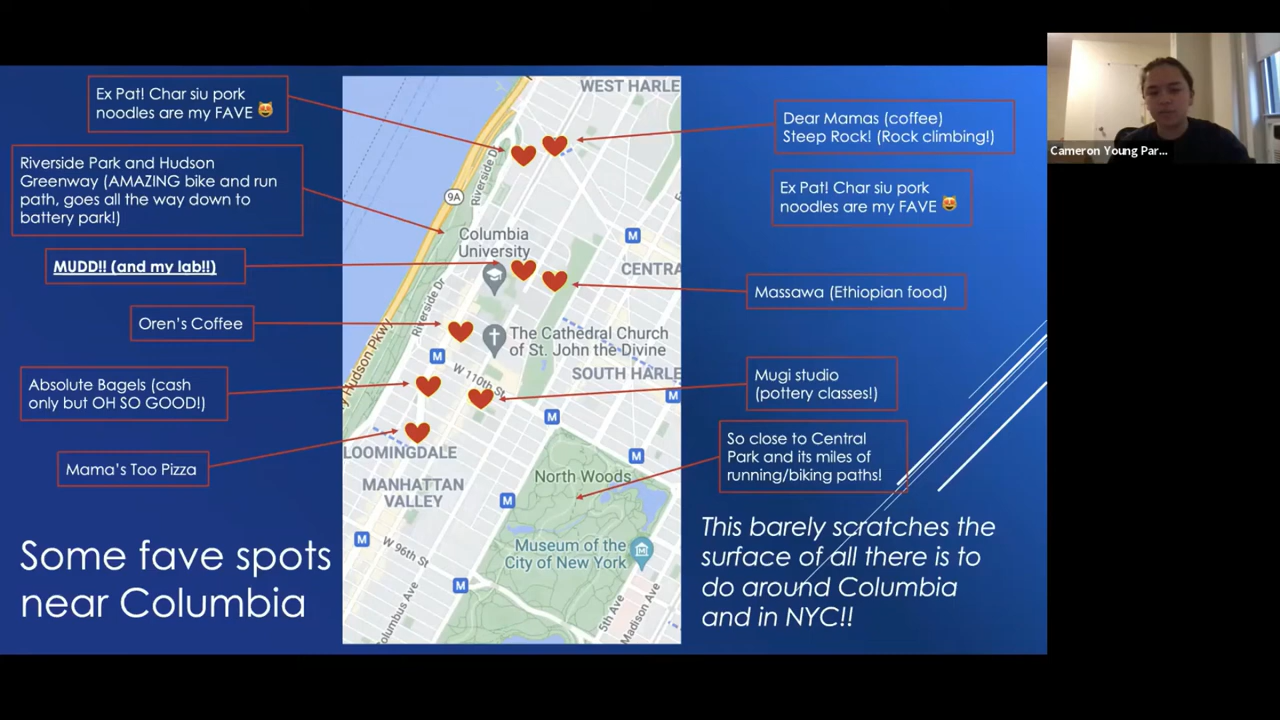 Ex Pat! Char siu pork
noodles are my FAVE 😻
Riverside Park and Hudson
Greenway (AMAZING bike and run
path, goes all the way down to
battery park!)
MUDD!! (and my lab!!)
Oren's Coffee
Absolute Bagels (cash
only but OH SO GOOD!)
Mama's Too Pizza
Some fave spots
near Columbia
WEST HARLE
Riverside Dr
9A
Columbia
University
M
CENTRA
Riverside Dr
The Cathedral Church
of St. John the Divine
y Hudson Pkwy
M
W 110th St
SOUTH HARLE
M
M
LOOMINGDALE
M
North Woods
MANHATTAN
VALLEY
M
M
W 96th St
Museum of the
City of New York
M
olumbus Ave
5th Ave
Madison Ave
Dear Mamas (coffee)
Steep Rock! (Rock climbing!)
Ex Pat! Char siu pork
noodles are my FAVE 😻
Massawa (Ethiopian food)
Mugi studio
(pottery classes!)
So close to Central
Park and its miles of
running/biking paths!
This barely scratches the
surface of all there is to
do around Columbia
and in NYC!!
Cameron Young Par...